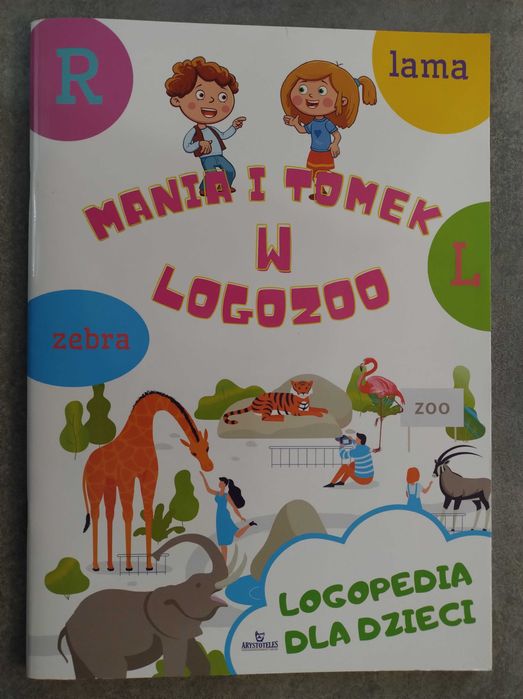 R
lama
MANIA I TOMEK
W
LOGOZOO
L
zebra
ZOO
LOGOPEDIA
DLA DZIECI
ARYSTOTELES